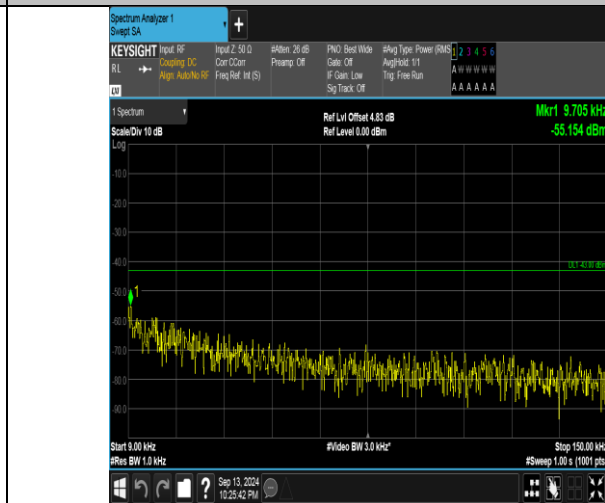 Spectrum Analyzer 1
Swept SA
+
KEYSIGHT Input: RF Input Z: 50 Ω #Atten: 26 dB PNO: Best Wide #Avg Type: Power (RMS 1 2 3 4 5 6
RL Coupling: DC Corr CCorr Preamp: Off Gate: Off Avg|Hold: 1/1 A W W W W W
Align: Auto/No RF Freq Ref: Int (S) IF Gain: Low Trig: Free Run
Sig Track: Off A A A A A A
LXI
1 Spectrum Ref Lvl Offset 4.83 dB Mkr1 9.705 kHz
Scale/Div 10 dB Ref Level 0.00 dBm -55.154 dBm
Log
-10.0
-20.0
-30.0
-40.0
DL1 -43.00 dBm
-50.0
1
-60.0
-70.0
-80.0
-90.0
Start 9.00 kHz #Video BW 3.0 kHz* Stop 150.00 kHz
#Res BW 1.0 kHz #Sweep 1.00 s (1001 pts
? Sep 13, 2024
10:25:42 PM